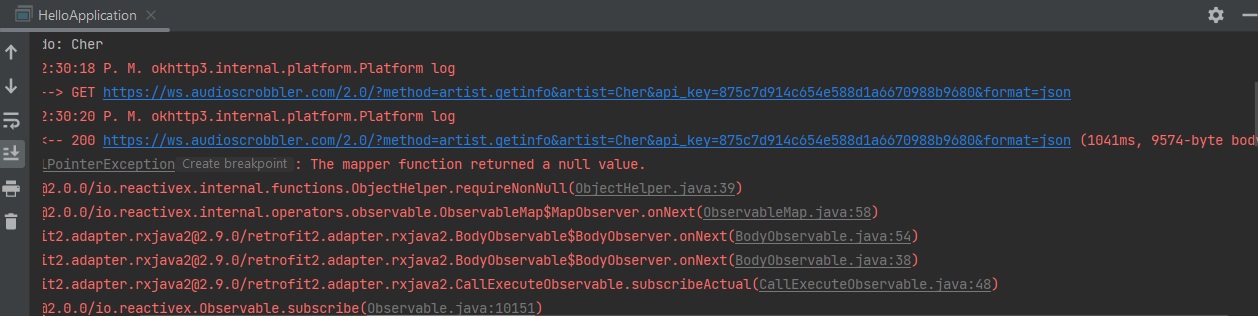 HelloApplication
do: Cher
2:30:18 P. M. okhttp3.internal.platform.Platform log
--> GET https://ws.audioscrobbler.com/2.0/?method=artist.getinfo&artist=Cher&api_key=875c7d914c654e588d1a6670988b9680&format=json
2:30:20 P. M. okhttp3.internal.platform.Platform log
<-- 200 https://ws.audioscrobbler.com/2.0/?method=artist.getinfo&artist=Cher&api_key=875c7d914c654e588d1a6670988b9680&format=json (1041ms, 9574-byte body
lPointerException Create breakpoint : The mapper function returned a null value.
@2.0.0/io.reactivex.internal.functions.ObjectHelper.requireNonNull(ObjectHelper.java:39)
@2.0.0/io.reactivex.internal.operators.observable.ObservableMap$MapObserver.onNext(ObservableMap.java:58)
it2.adapter.rxjava2@2.9.0/retrofit2.adapter.rxjava2.BodyObservable$BodyObserver.onNext(BodyObservable.java:54)
it2.adapter.rxjava2@2.9.0/retrofit2.adapter.rxjava2.BodyObservable$BodyObserver.onNext(BodyObservable.java:38)
it2.adapter.rxjava2@2.9.0/retrofit2.adapter.rxjava2.CallExecuteObservable.subscribeActual(CallExecuteObservable.java:48)
@2.0.0/io.reactivex.Observable.subscribe(Observable.java:10151)